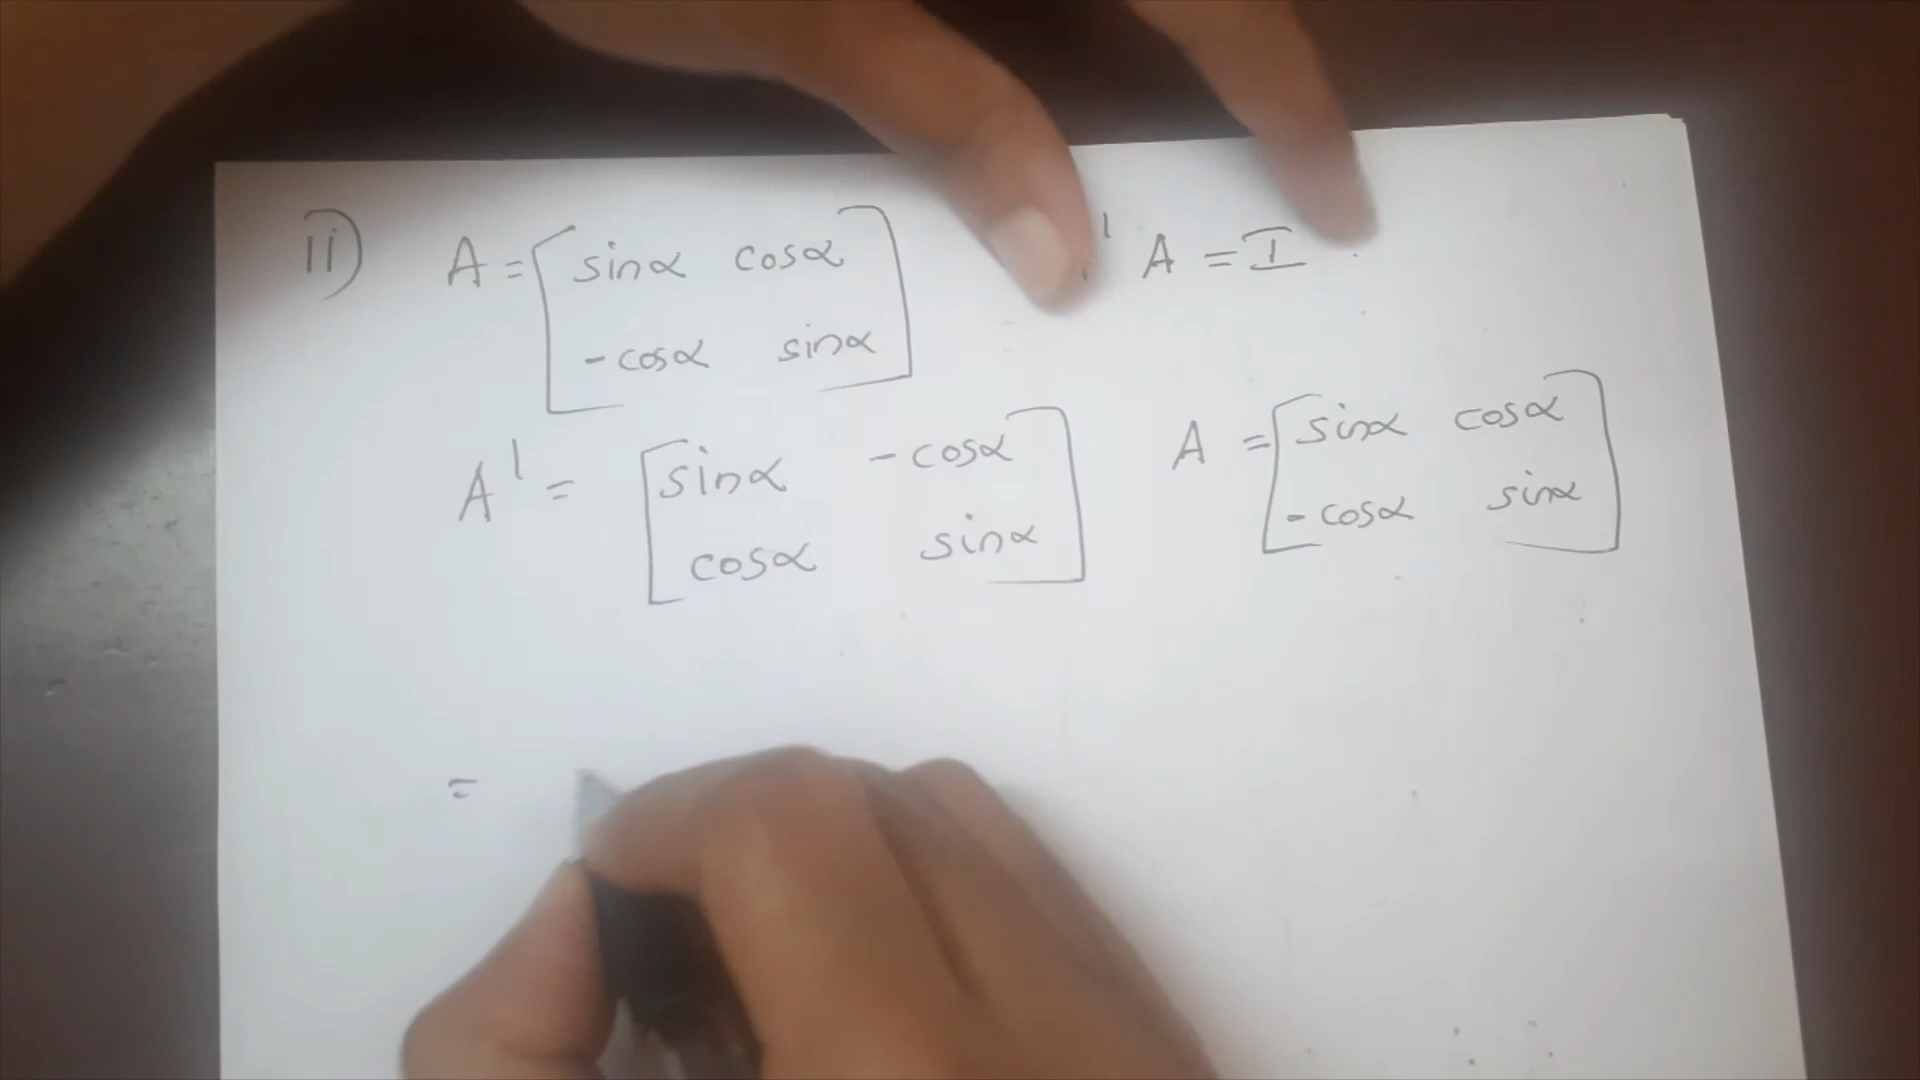 ii) A = [ sinα cosα ' A = I .
-cosα sinα ]
A' = [ sinα -cosα A = [ sinα cosα
cosα sinα ] -cosα sinα ]
=